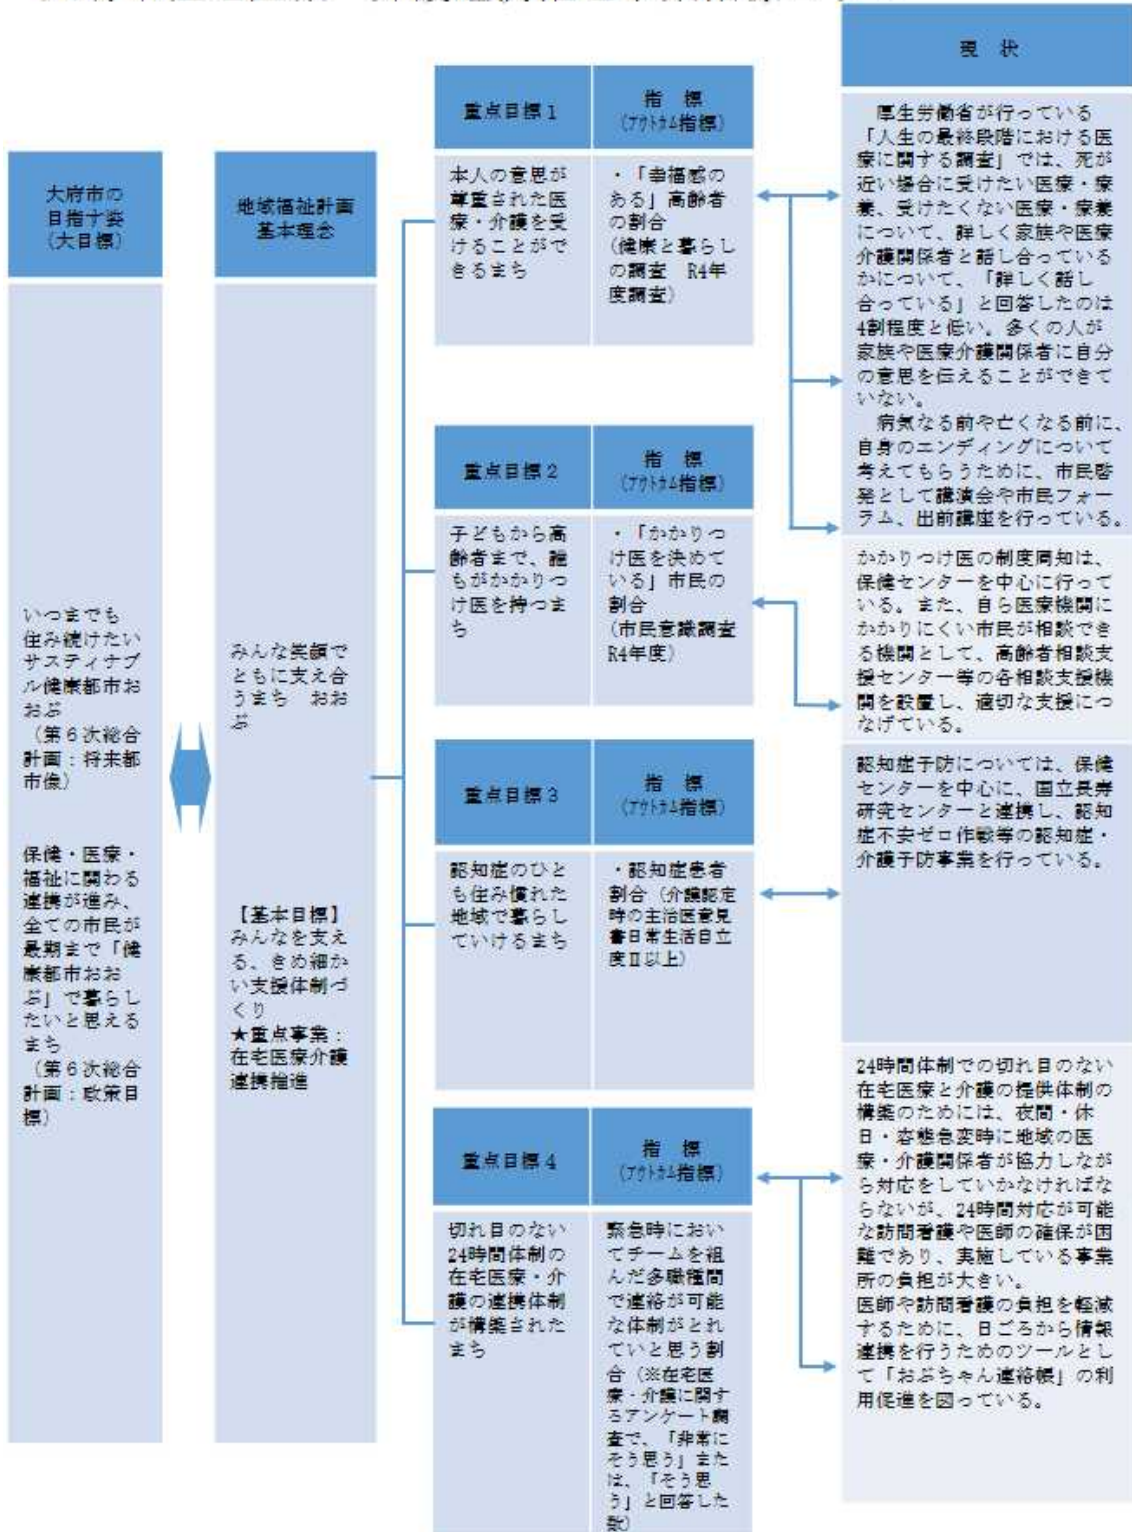 大府市の
目指す姿
(大目標)
いつまでも
住み続けたい
サスティナブ
ル健康都市お
おぶ
(第6次総合
計画:将来都
市像)
保健・医療・
福祉に関わる
連携が進み、
全ての市民が
最期まで「健
康都市おお
ぶ」で暮らし
たいと思える
まち
(第6次総合
計画:政策目
標)
地域福祉計画
基本理念
みんな笑顔で
ともに支え合
うまち おお
ぶ
【基本目標】
みんなを支え
る、きめ細か
い支援体制づ
くり
★重点事業:
在宅医療介護
連携推進
重点目標1
指 標
(アウトカム指標)
本人の意思が
尊重された医
療・介護を受
けることがで
きるまち
・「幸福感の
ある」高齢者
の割合
(健康と暮らし
の調査 R4年
度調査)
重点目標2
指 標
(アウトカム指標)
子どもから高
齢者まで、誰
もがかかりつ
け医を持つま
ち
・「かかりつ
け医を決めて
いる」市民の
割合
(市民意識調査
R4年度)
重点目標3
指 標
(アウトカム指標)
認知症のひと
も住み慣れた
地域で暮らし
ていけるまち
・認知症患者
割合(介護認定
時の主治医意見
書日常生活自立
度Ⅱ以上)
重点目標4
指 標
(アウトカム指標)
切れ目のない
24時間体制の
在宅医療・介
護の連携体制
が構築された
まち
緊急時におい
てチームを組
んだ多職種間
で連絡が可能
な体制がとれ
ていと思う割
合(※在宅医
療・介護に関す
るアンケート調
査で、「非常に
そう思う」また
は、「そう思
う」と回答した
数)
現 状
厚生労働省が行っている
「人生の最終段階における医
療に関する調査」では、死が
近い場合に受けたい医療・療
養、受けたくない医療・療養
について、詳しく家族や医療
介護関係者と話し合っている
かについて、「詳しく話し
合っている」と回答したのは
4割程度と低い。多くの人が
家族や医療介護関係者に自分
の意思を伝えることができて
いない。
病気なる前や亡くなる前に、
自身のエンディングについて
考えてもらうために、市民啓
発として講演会や市民フォー
ラム、出前講座を行っている。
かかりつけ医の制度周知は、
保健センターを中心に行って
いる。また、自ら医療機関に
かかりにくい市民が相談でき
る機関として、高齢者相談支
援センター等の各相談支援機
関を設置し、適切な支援につ
なげている。
認知症予防については、保健
センターを中心に、国立長寿
研究センターと連携し、認知
症不安ゼロ作戦等の認知症・
介護予防事業を行っている。
24時間体制での切れ目のない
在宅医療と介護の提供体制の
構築のためには、夜間・休
日・容態急変時に地域の医
療・介護関係者が協力しなが
ら対応をしていかなければな
らないが、24時間対応が可能
な訪問看護や医師の確保が困
難であり、実施している事業
所の負担が大きい。
医師や訪問看護の負担を軽減
するために、日ごろから情報
連携を行うためのツールとし
て「おぶちゃん連絡帳」の利
用促進を図っている。